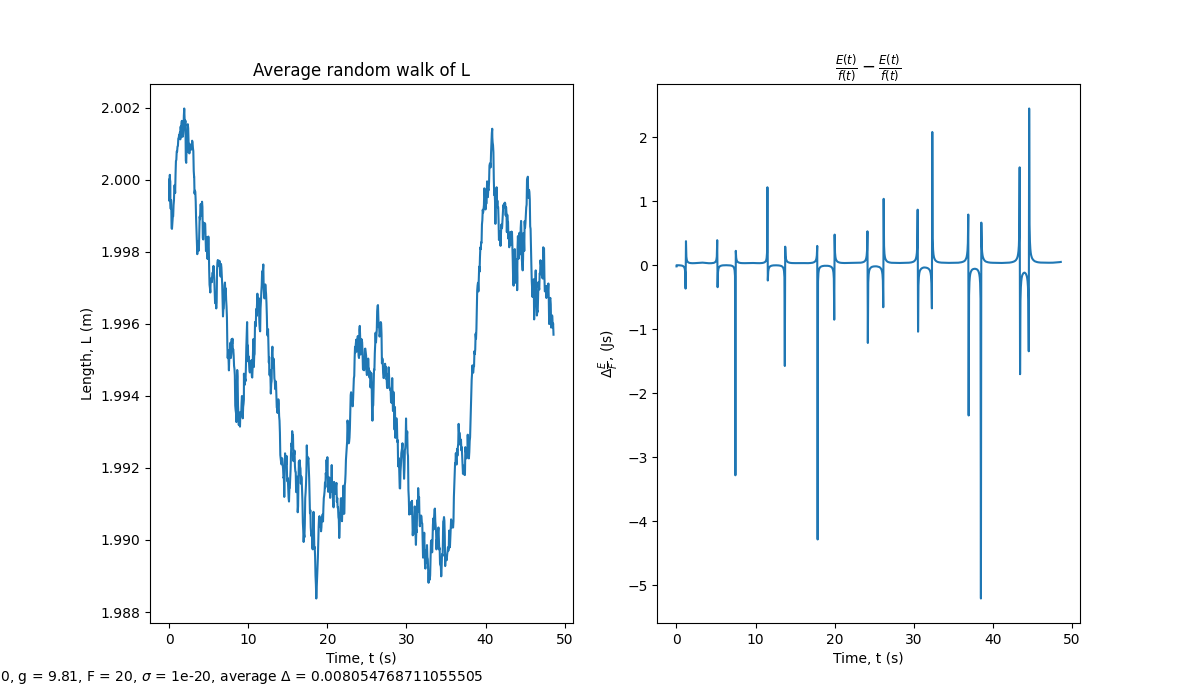 Average random walk of L
2.002
2.000
1.998
1.996
1.994
1.992
1.990
1.988
Length, L (m)
0 10 20 30 40 50
Time, t (s)
E(t)/f(t) − E(t)/f(t)
2
1
0
−1
−2
−3
−4
−5
Δ E/F, (Js)
0 10 20 30 40 50
Time, t (s)
0, g = 9.81, F = 20, σ = 1e-20, average Δ = 0.008054768711055505